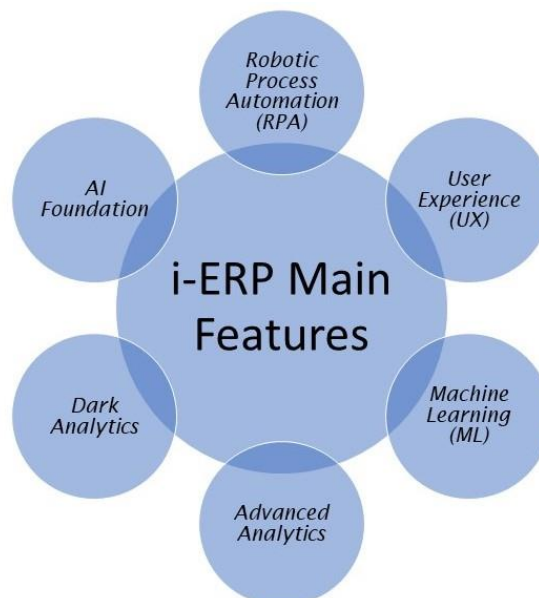 Robotic
Process
Automation
(RPA)
AI
Foundation
User
Experience
(UX)
i-ERP Main
Features
Dark
Analytics
Machine
Learning
(ML)
Advanced
Analytics